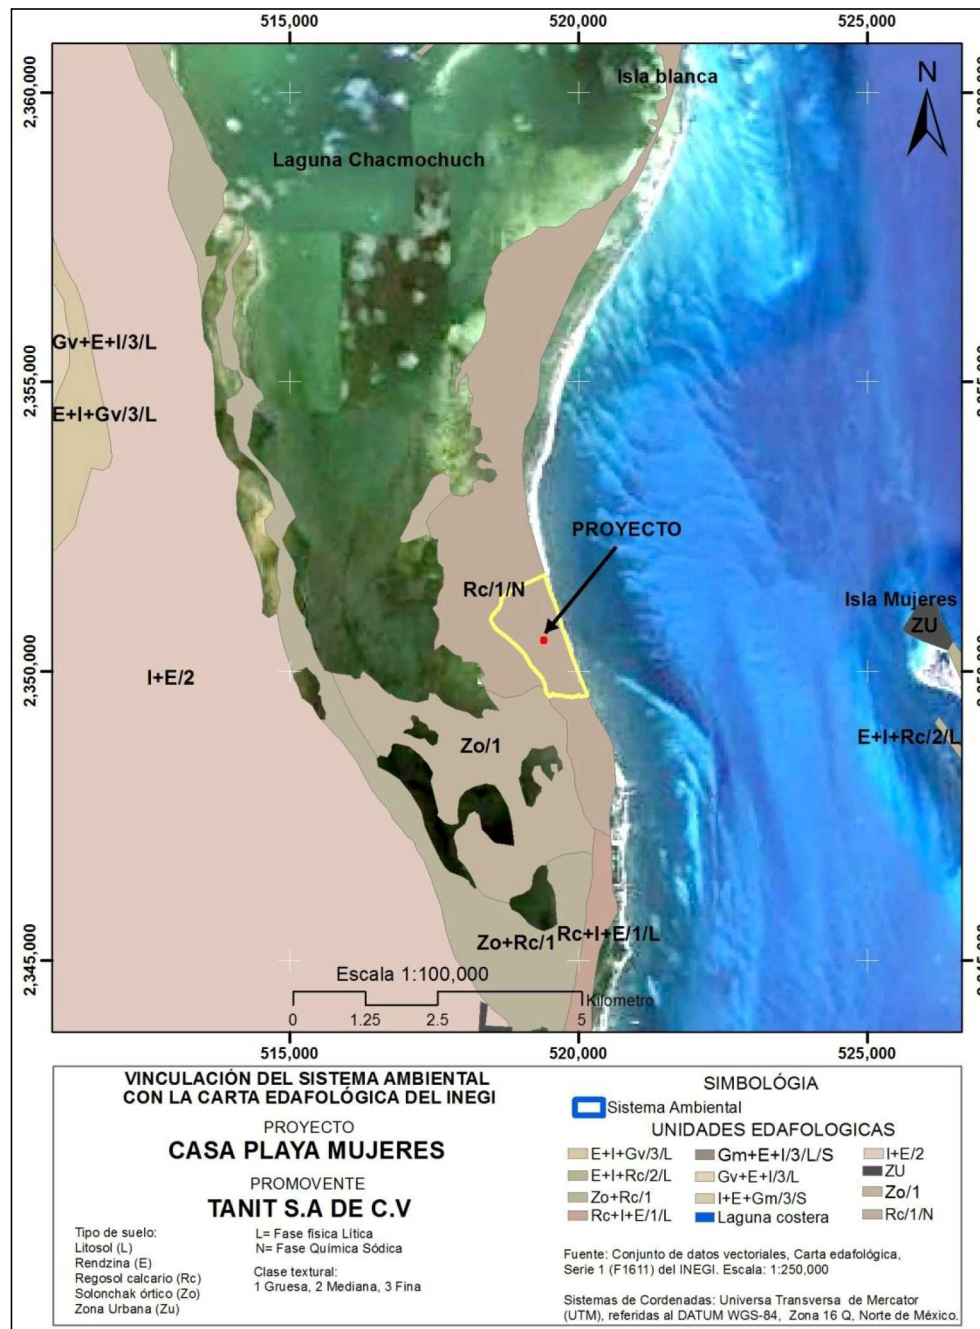 515,000
520,000
525,000
2,360,000
Isla blanca
N
Laguna Chacmochuch
Gv+E+I/3/L
2,355,000
E+I+Gv/3/L
PROYECTO
Rc/1/N
Isla Mujeres
ZU
2,350,000
I+E/2
Zo/1
E+I+Rc/2/L
Zo+Rc/1
Rc+I+E/1/L
2,345,000
Escala 1:100,000
Kilometro
0 1.25 2.5 5
515,000
520,000
525,000
VINCULACIÓN DEL SISTEMA AMBIENTAL
CON LA CARTA EDAFOLÓGICA DEL INEGI
PROYECTO
CASA PLAYA MUJERES
PROMOVENTE
TANIT S.A DE C.V
Tipo de suelo:
Litosol (L)
Rendzina (E)
Regosol calcario (Rc)
Solonchak órtico (Zo)
Zona Urbana (Zu)
L= Fase física Lítica
N= Fase Química Sódica
Clase textural:
1 Gruesa, 2 Mediana, 3 Fina
SIMBOLÓGIA
Sistema Ambiental
UNIDADES EDAFOLOGICAS
E+I+Gv/3/L
E+I+Rc/2/L
Zo+Rc/1
Rc+I+E/1/L
Gm+E+I/3/L/S
Gv+E+I/3/L
I+E+Gm/3/S
Laguna costera
I+E/2
ZU
Zo/1
Rc/1/N
Fuente: Conjunto de datos vectoriales, Carta edafológica,
Serie 1 (F1611) del INEGI. Escala: 1:250,000
Sistemas de Cordenadas: Universa Transversa de Mercator
(UTM), referidas al DATUM WGS-84, Zona 16 Q, Norte de México.